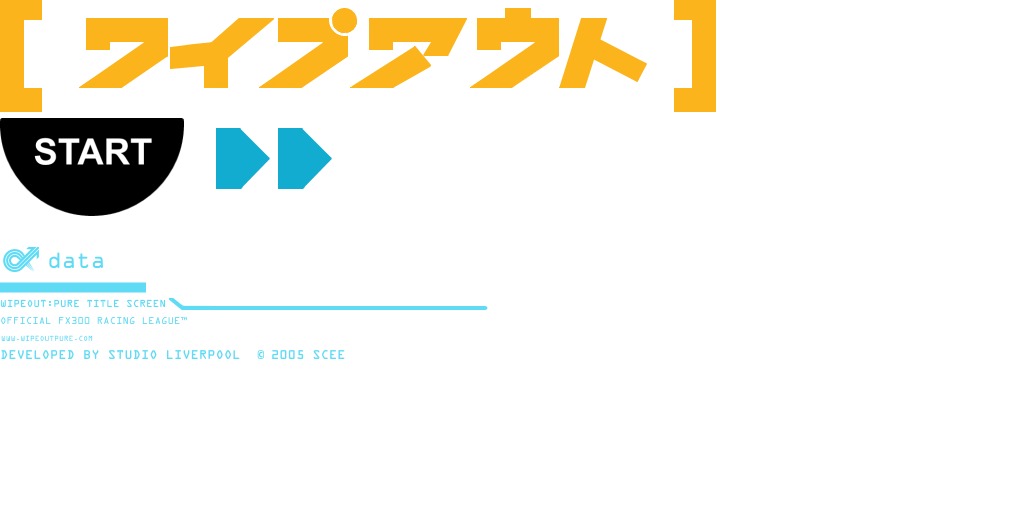 [ワイプアウト]
START
data
WIPEOUT:PURE TITLE SCREEN
OFFICIAL FX300 RACING LEAGUE™
WWW.WIPEOUTPURE.COM
DEVELOPED BY STUDIO LIVERPOOL © 2005 SCEE